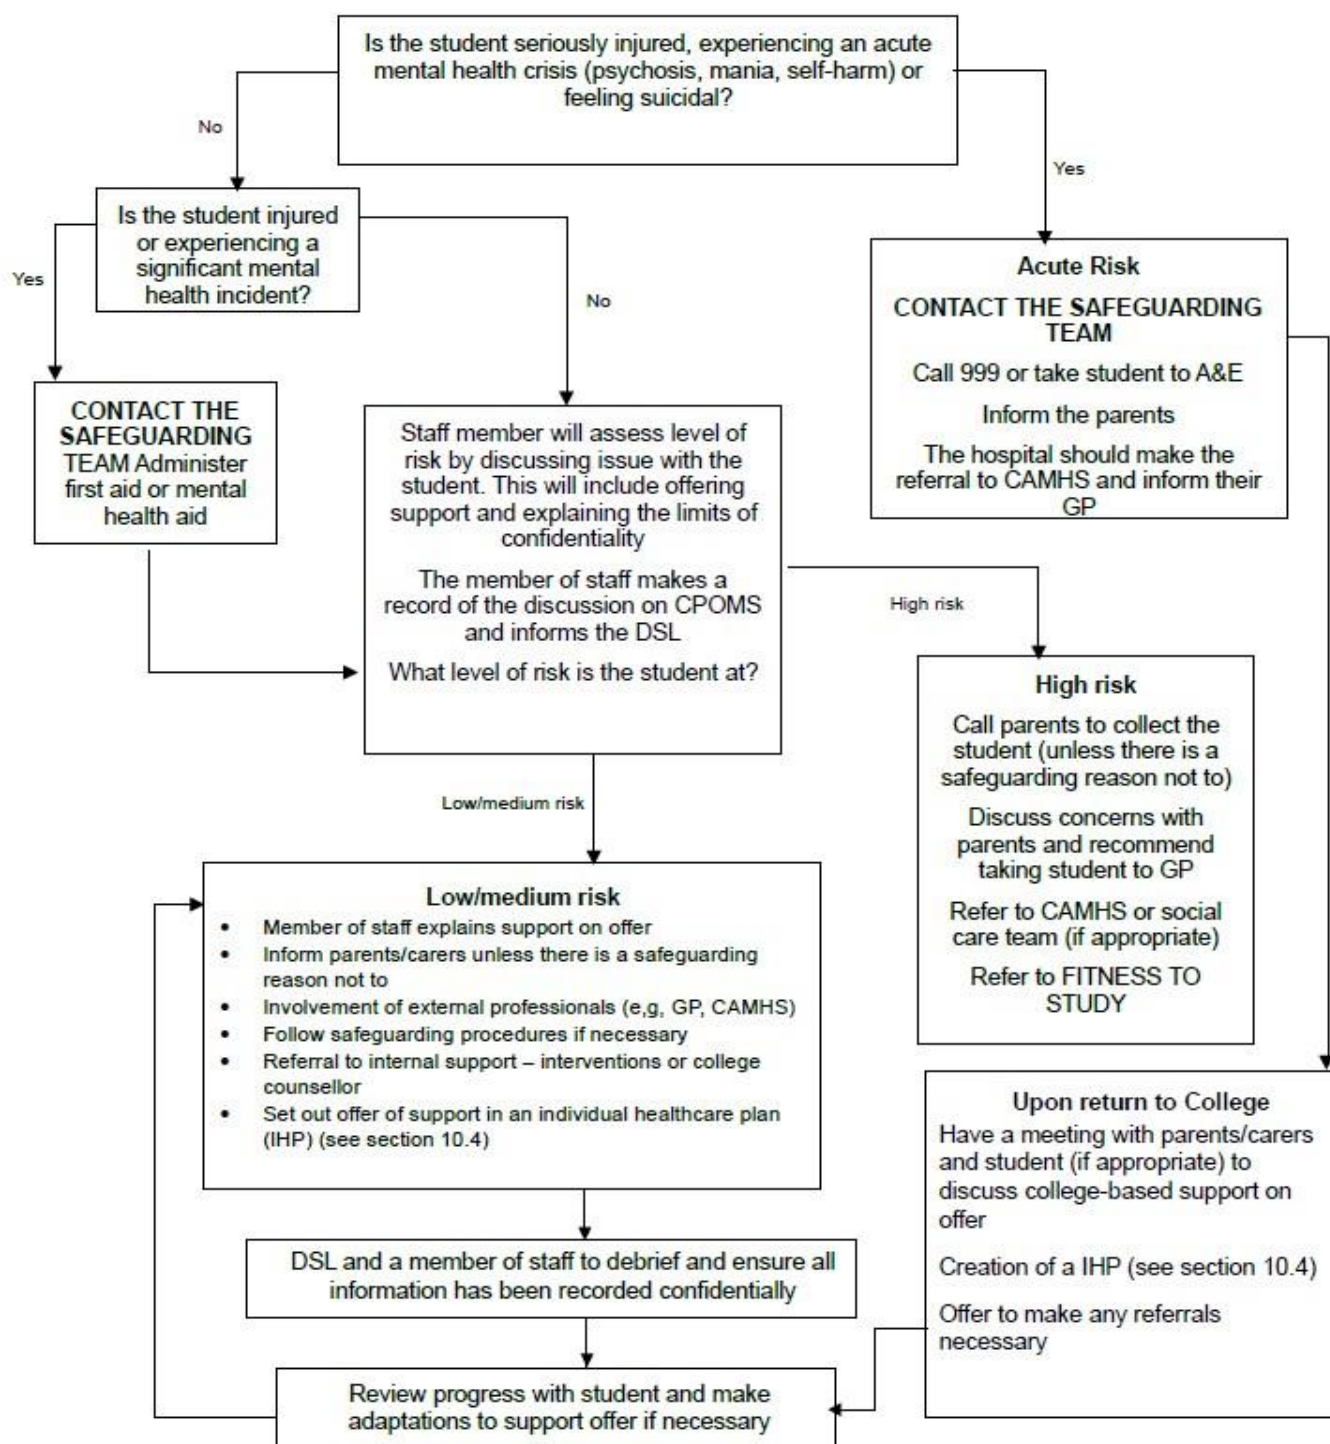 Is the student seriously injured, experiencing an acute
mental health crisis (psychosis, mania, self-harm) or
feeling suicidal?
No
Yes
Is the student injured
or experiencing a
significant mental
health incident?
Yes
No
Acute Risk
CONTACT THE SAFEGUARDING
TEAM
Call 999 or take student to A&E
Inform the parents
The hospital should make the
referral to CAMHS and inform their
GP
CONTACT THE
SAFEGUARDING
TEAM Administer
first aid or mental
health aid
Staff member will assess level of
risk by discussing issue with the
student. This will include offering
support and explaining the limits of
confidentiality
The member of staff makes a
record of the discussion on CPOMS
and informs the DSL
What level of risk is the student at?
High risk
High risk
Call parents to collect the
student (unless there is a
safeguarding reason not to)
Discuss concerns with
parents and recommend
taking student to GP
Refer to CAMHS or social
care team (if appropriate)
Refer to FITNESS TO
STUDY
Low/medium risk
Low/medium risk
• Member of staff explains support on offer
• Inform parents/carers unless there is a safeguarding
reason not to
• Involvement of external professionals (e,g, GP, CAMHS)
• Follow safeguarding procedures if necessary
• Referral to internal support – interventions or college
counsellor
• Set out offer of support in an individual healthcare plan
(IHP) (see section 10.4)
Upon return to College
Have a meeting with parents/carers
and student (if appropriate) to
discuss college-based support on
offer
Creation of a IHP (see section 10.4)
Offer to make any referrals
necessary
DSL and a member of staff to debrief and ensure all
information has been recorded confidentially
Review progress with student and make
adaptations to support offer if necessary